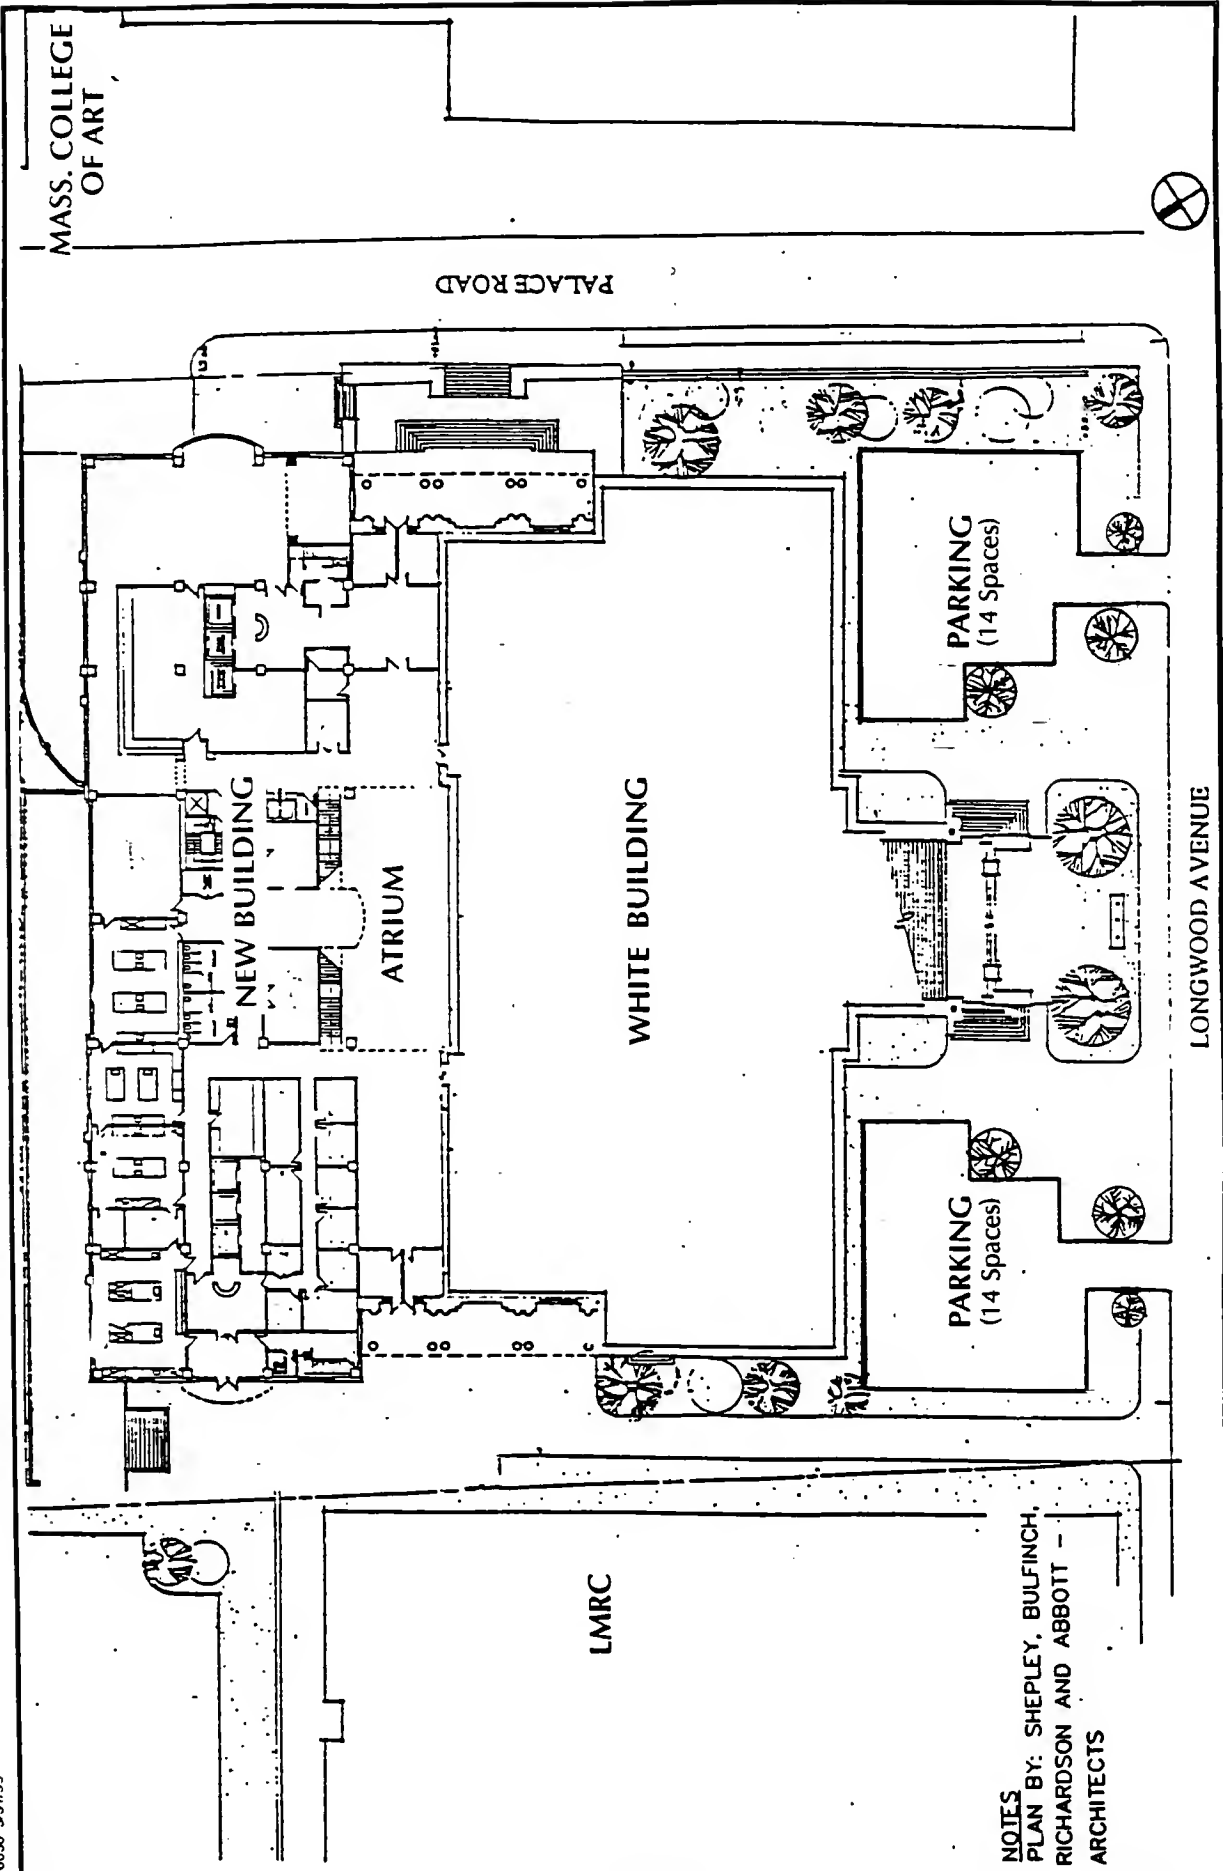 MASS. COLLEGE
OF ART
PALACE ROAD
NEW BUILDING
ATRIUM
WHITE BUILDING
PARKING
(14 Spaces)
PARKING
(14 Spaces)
LONGWOOD AVENUE
LMRC
NOTES
PLAN BY: SHEPLEY, BULFINCH,
RICHARDSON AND ABBOTT -
ARCHITECTS